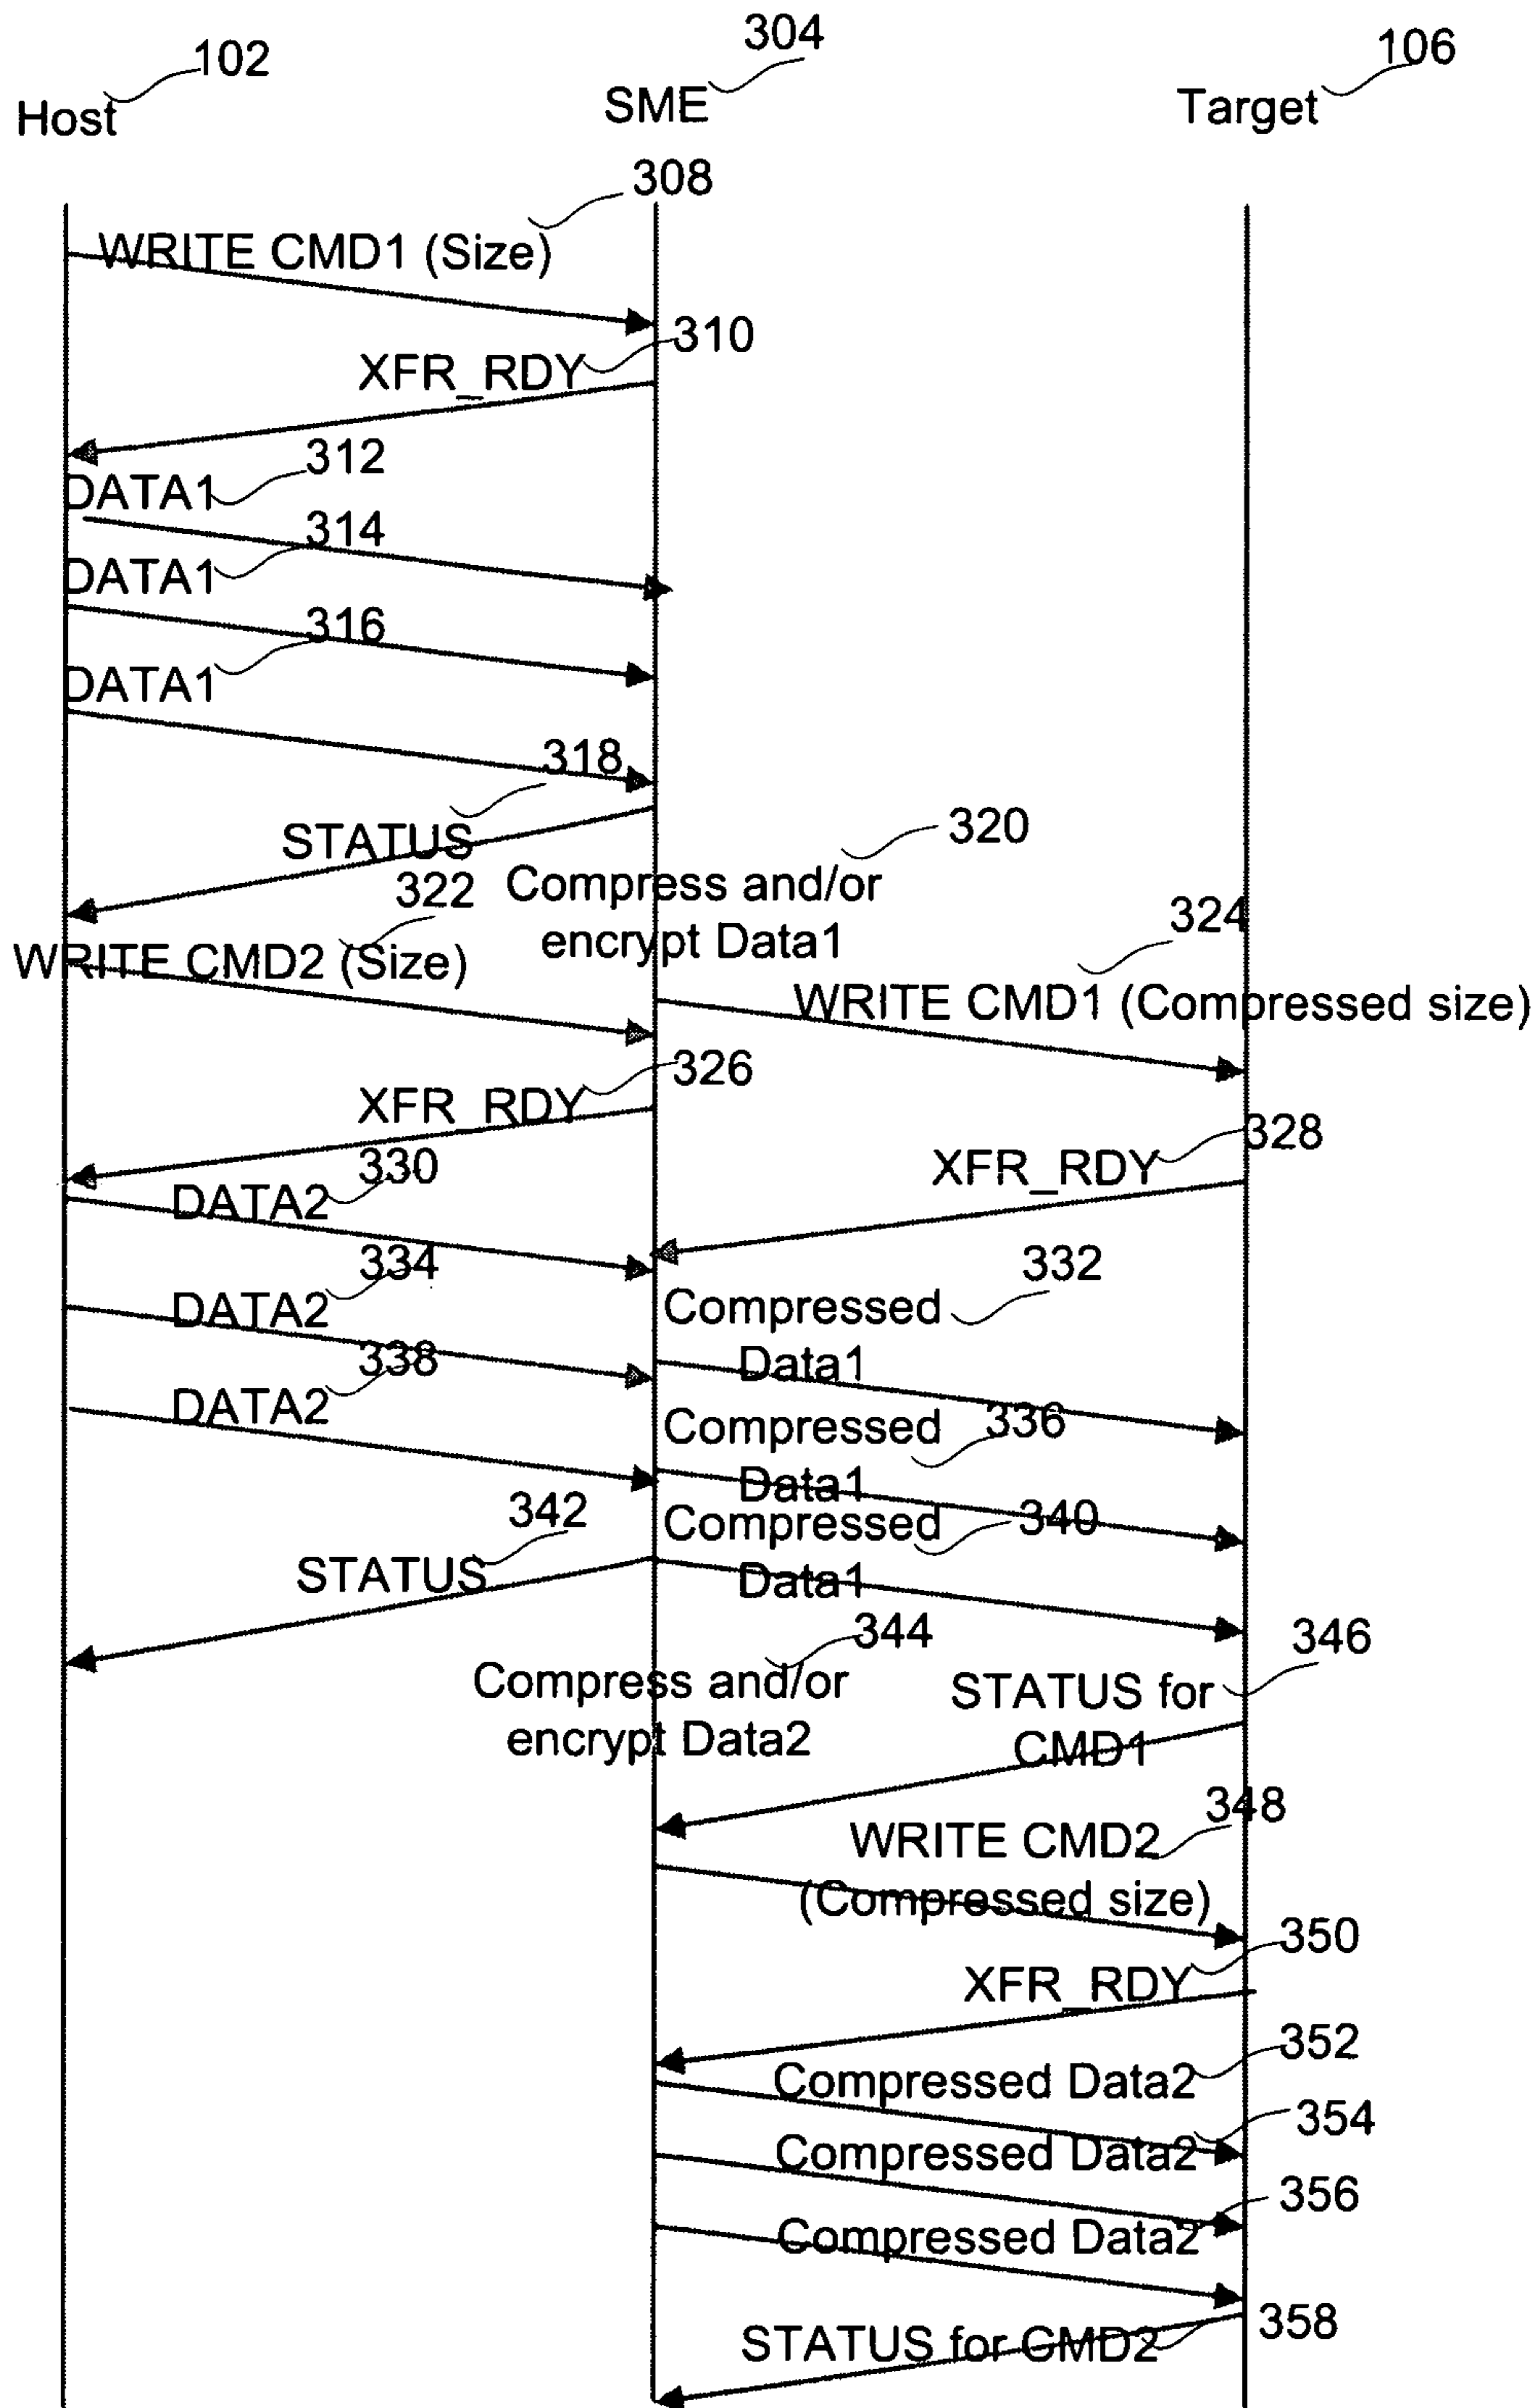 102
304
106
Host
SME
Target
308
WRITE CMD1 (Size)
310
XFR_RDY
312
DATA1
314
DATA1
316
DATA1
318
STATUS
320
Compress and/or
encrypt Data1
322
WRITE CMD2 (Size)
324
WRITE CMD1 (Compressed size)
326
XFR_RDY
328
XFR_RDY
330
DATA2
332
Compressed
Data1
334
DATA2
336
Compressed
Data1
338
DATA2
340
Compressed
Data1
342
STATUS
344
Compress and/or
encrypt Data2
346
STATUS for
CMD1
348
WRITE CMD2
(Compressed size)
350
XFR_RDY
352
Compressed Data2
354
Compressed Data2
356
Compressed Data2
358
STATUS for CMD2